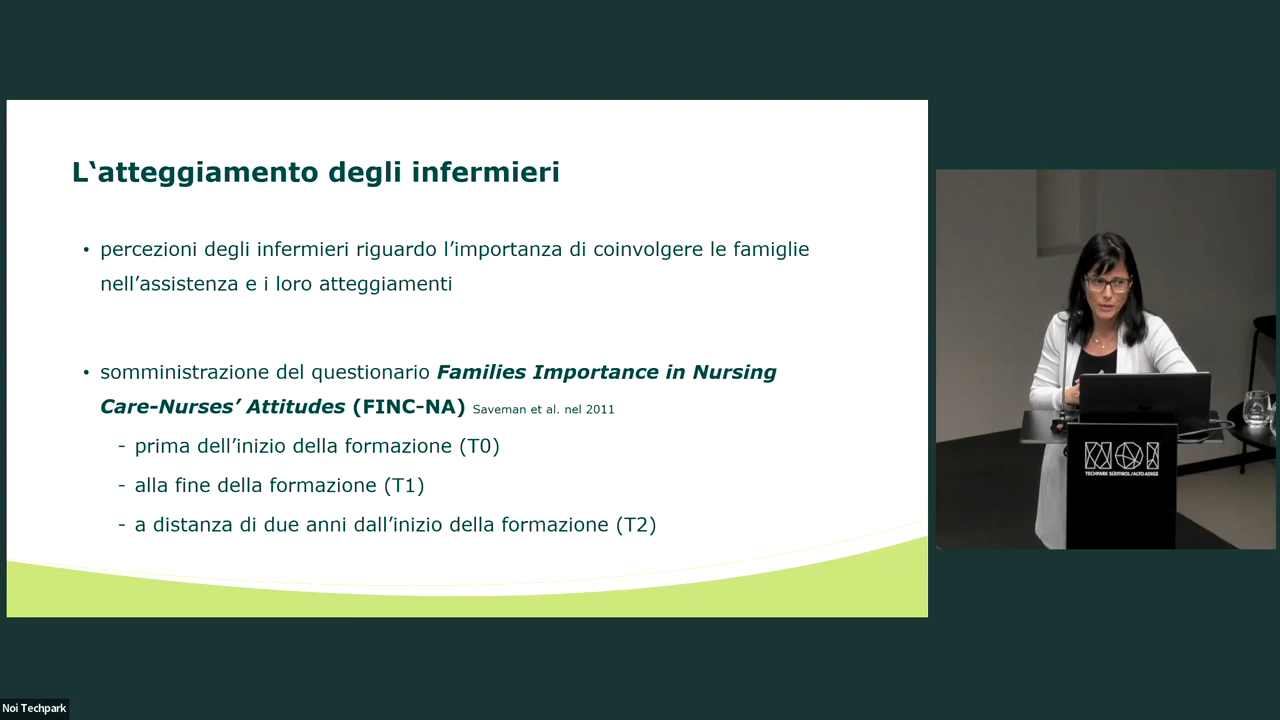 L‘atteggiamento degli infermieri
• percezioni degli infermieri riguardo l’importanza di coinvolgere le famiglie
nell’assistenza e i loro atteggiamenti
• somministrazione del questionario Families Importance in Nursing
Care-Nurses’ Attitudes (FINC-NA) Saveman et al. nel 2011
- prima dell’inizio della formazione (T0)
- alla fine della formazione (T1)
- a distanza di due anni dall’inizio della formazione (T2)
NOI
TECHPARK SÜDTIROL/ALTO ADIGE
Noi Techpark